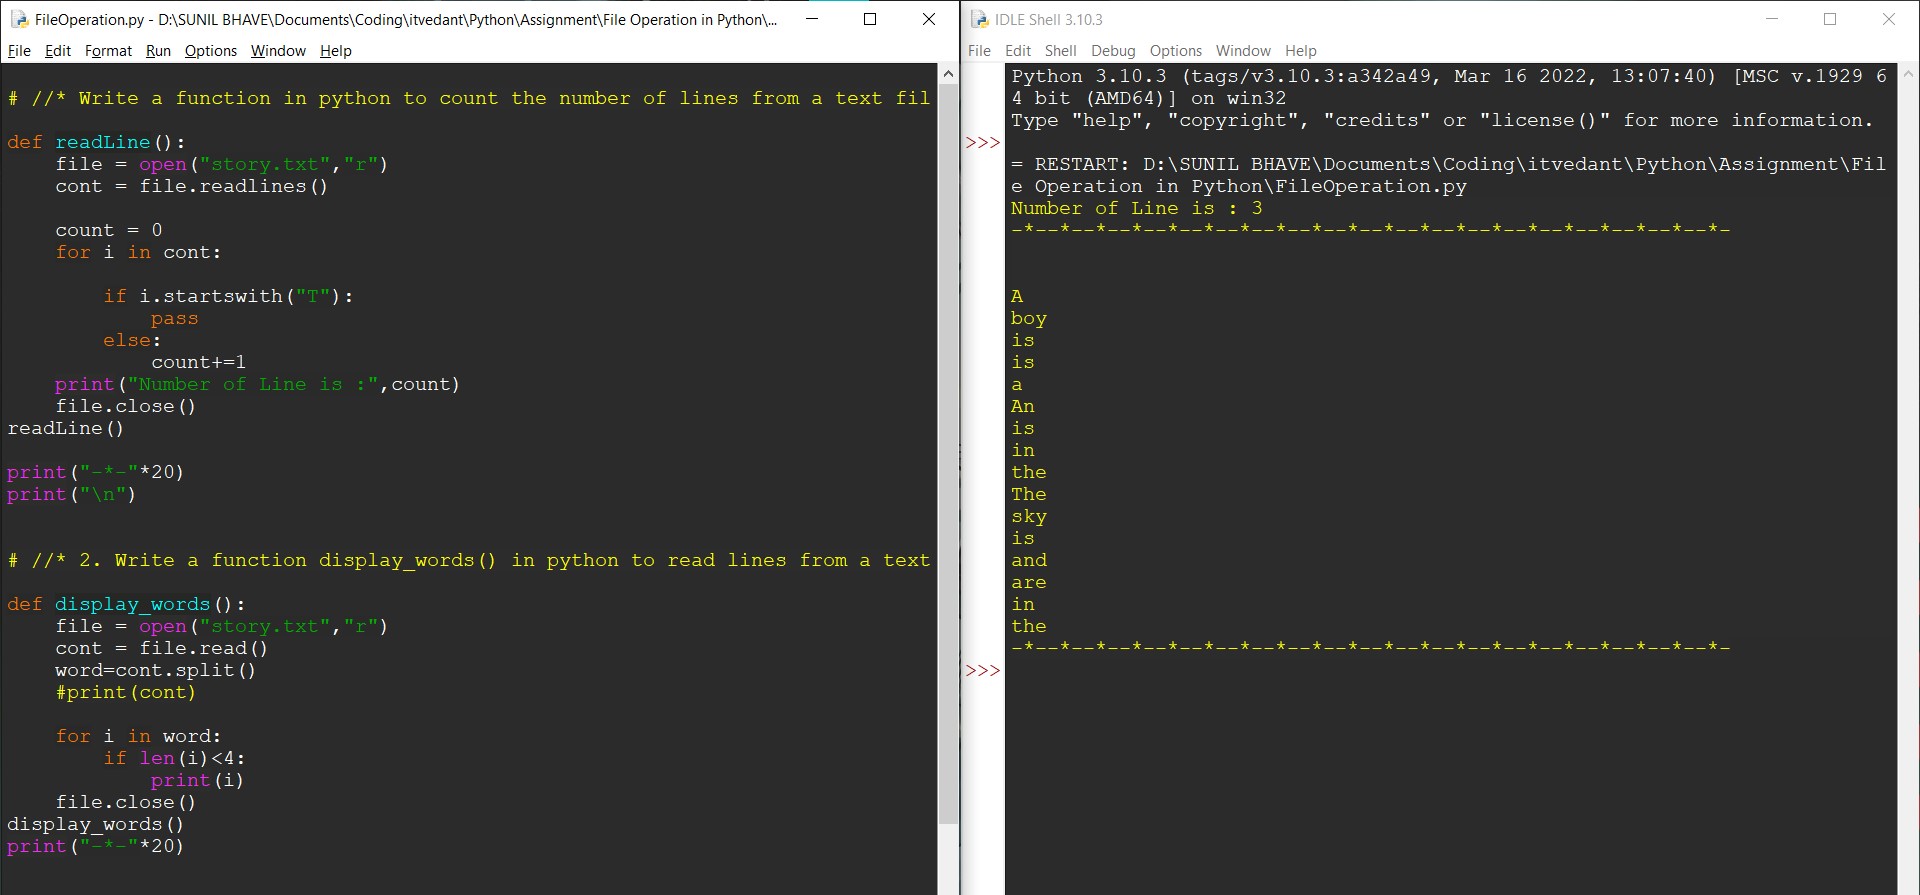 FileOperation.py - D:\SUNIL BHAVE\Documents\Coding\itvedant\Python\Assignment\File Operation in Python\...
File Edit Format Run Options Window Help
# //* Write a function in python to count the number of lines from a text fil
def readLine():
    file = open("story.txt","r")
    cont = file.readlines()
    count = 0
    for i in cont:
        if i.startswith("T"):
            pass
        else:
            count+=1
    print("Number of Line is :",count)
    file.close()
readLine()
print("-*-"*20)
print("\n")
# //* 2. Write a function display_words() in python to read lines from a text
def display_words():
    file = open("story.txt","r")
    cont = file.read()
    word=cont.split()
    #print(cont)
    for i in word:
        if len(i)<4:
            print(i)
    file.close()
display_words()
print("-*-"*20)
IDLE Shell 3.10.3
File Edit Shell Debug Options Window Help
Python 3.10.3 (tags/v3.10.3:a342a49, Mar 16 2022, 13:07:40) [MSC v.1929 6
4 bit (AMD64)] on win32
Type "help", "copyright", "credits" or "license()" for more information.
>>>
= RESTART: D:\SUNIL BHAVE\Documents\Coding\itvedant\Python\Assignment\Fil
e Operation in Python\FileOperation.py
Number of Line is : 3
-*--*--*--*--*--*--*--*--*--*--*--*--*--*--*--*--*--*--*--*-
A
boy
is
is
a
An
is
in
the
The
sky
is
and
are
in
the
-*--*--*--*--*--*--*--*--*--*--*--*--*--*--*--*--*--*--*--*-
>>>